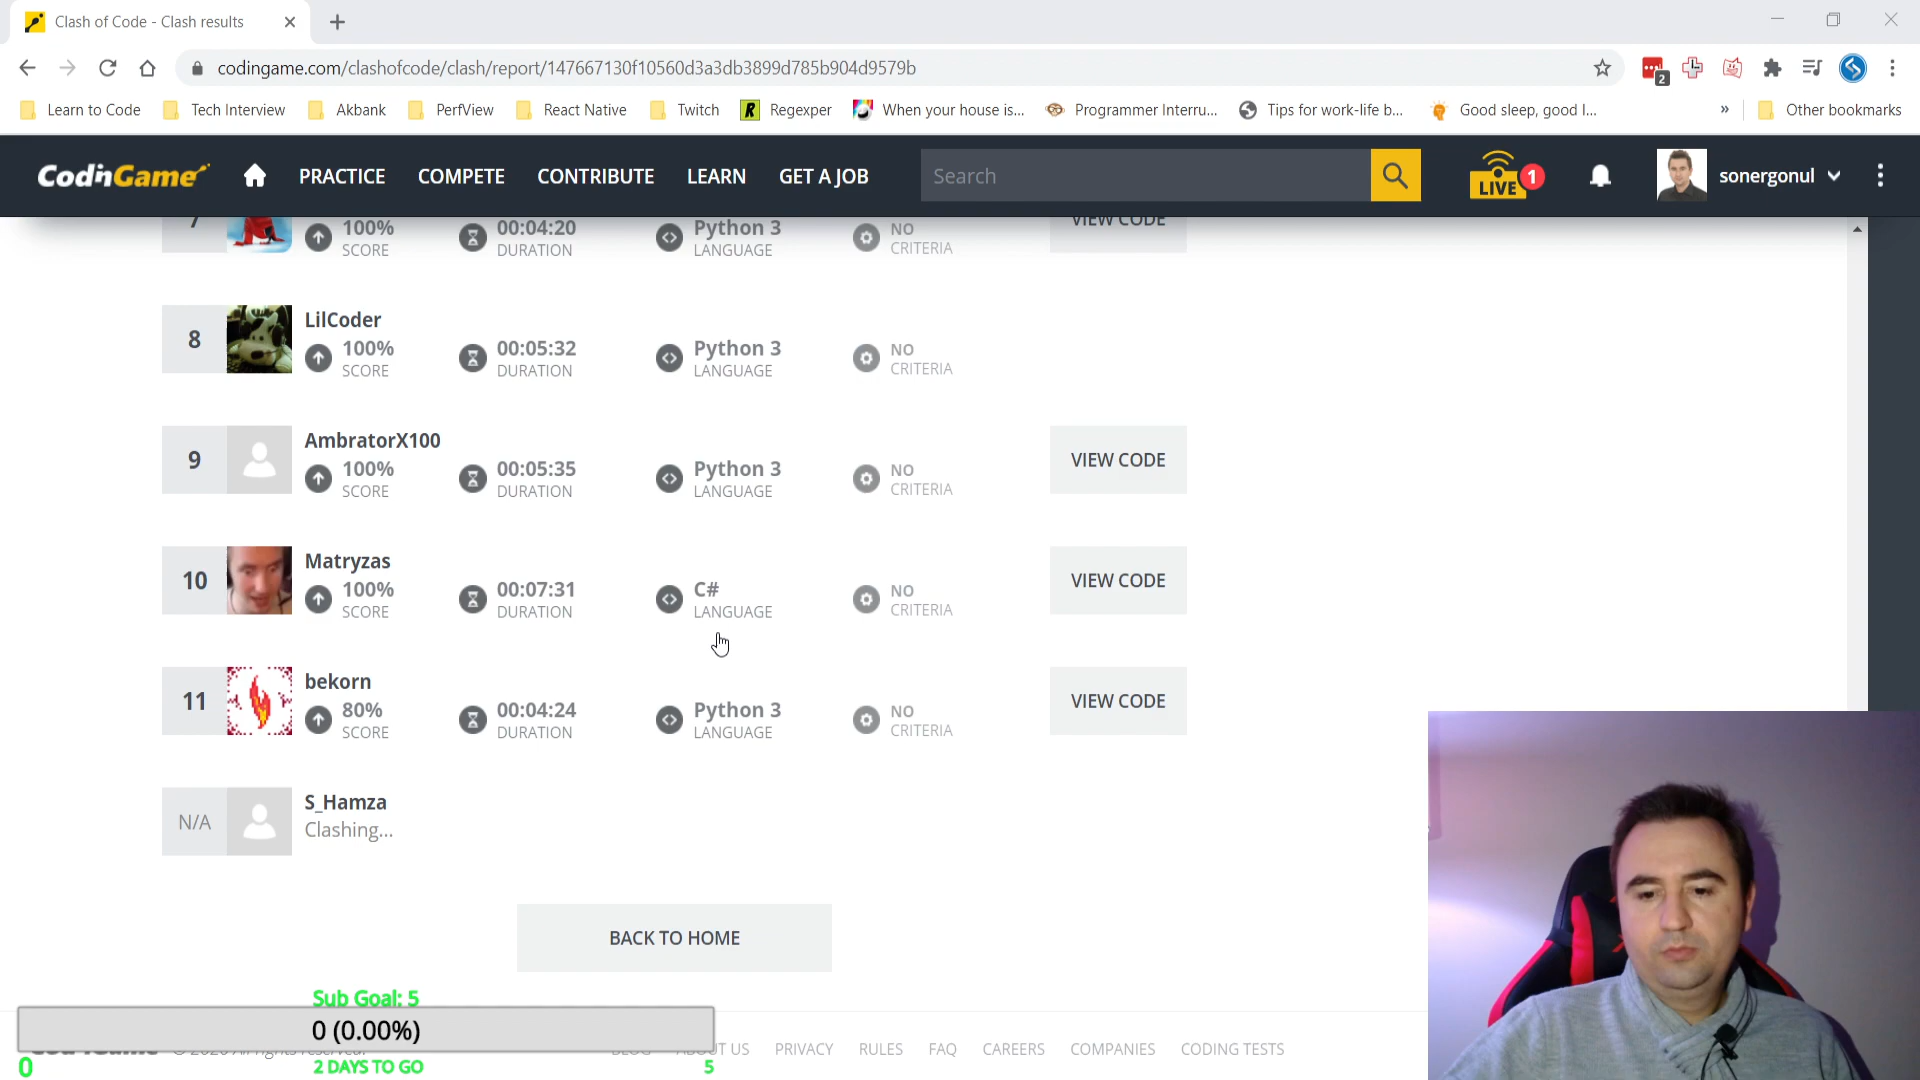 Clash of Code - Clash results
codingame.com/clashofcode/clash/report/147667130f10560d3a3db3899d785b904d9579b
2
Learn to Code Tech Interview Akbank PerfView React Native Twitch R Regexper When your house is... Programmer Interru... Tips for work-life b... Good sleep, good l... » Other bookmarks
CodinGame PRACTICE COMPETE CONTRIBUTE LEARN GET A JOB Search LIVE 1 sonergonul
7 100% 00:04:20 Python 3 NO VIEW CODE
SCORE DURATION LANGUAGE CRITERIA
LilCoder
8 100% 00:05:32 Python 3 NO
SCORE DURATION LANGUAGE CRITERIA
AmbratorX100
9 100% 00:05:35 Python 3 NO VIEW CODE
SCORE DURATION LANGUAGE CRITERIA
Matryzas
10 100% 00:07:31 C# NO VIEW CODE
SCORE DURATION LANGUAGE CRITERIA
bekorn
11 80% 00:04:24 Python 3 NO VIEW CODE
SCORE DURATION LANGUAGE CRITERIA
S_Hamza
N/A Clashing...
BACK TO HOME
Sub Goal: 5
0 (0.00%)
0 2 DAYS TO GO 5
BLOG ABOUT US PRIVACY RULES FAQ CAREERS COMPANIES CODING TESTS